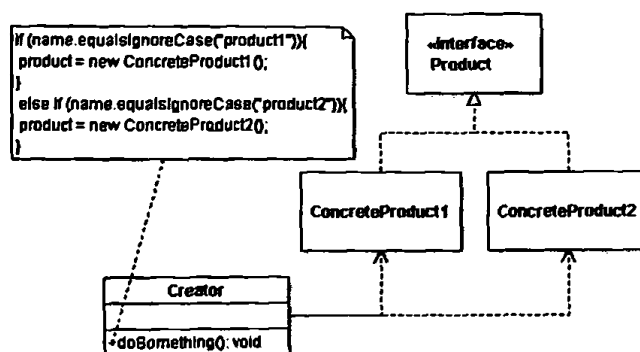 if (name.equalsIgnoreCase("product1")){
product = new ConcreteProduct1();
}
else if (name.equalsIgnoreCase("product2")){
product = new ConcreteProduct2();
}
«interface»
Product
ConcreteProduct1
ConcreteProduct2
Creator
+doSomething(): void